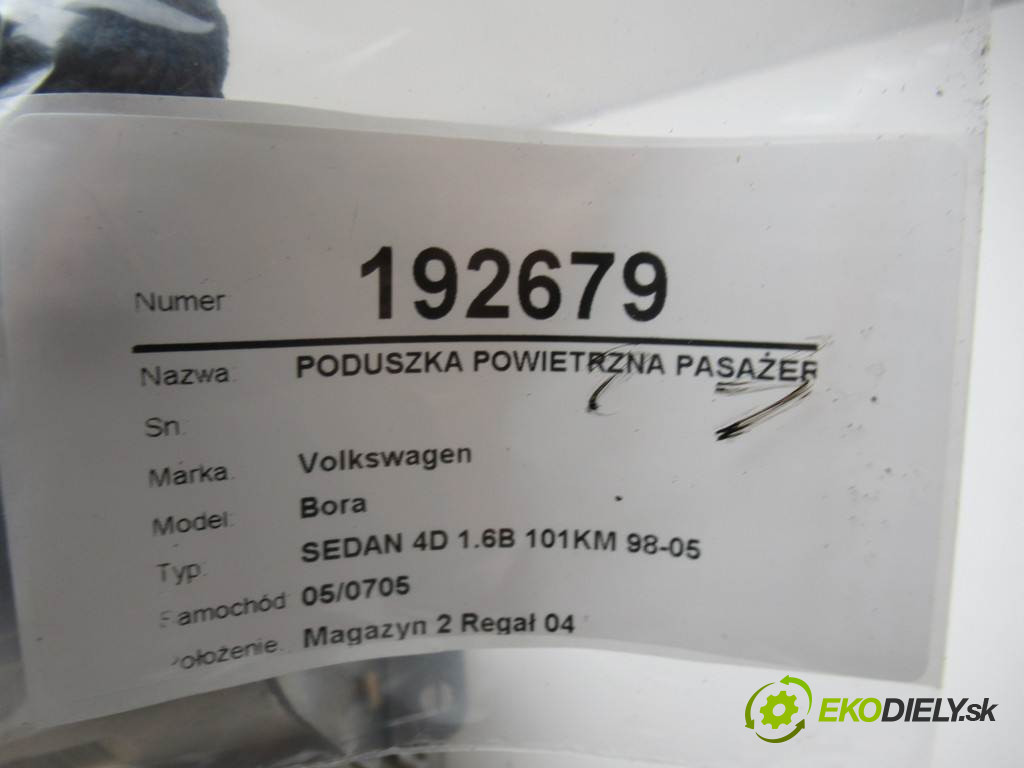 Numer: 192679
Nazwa: PODUSZKA POWIETRZNA PASAŻER
Sn:
Marka: Volkswagen
Model: Bora
Typ: SEDAN 4D 1.6B 101KM 98-05
Samochód: 05/0705
ołożenie: Magazyn 2 Regał 04
EKODIELY.sk